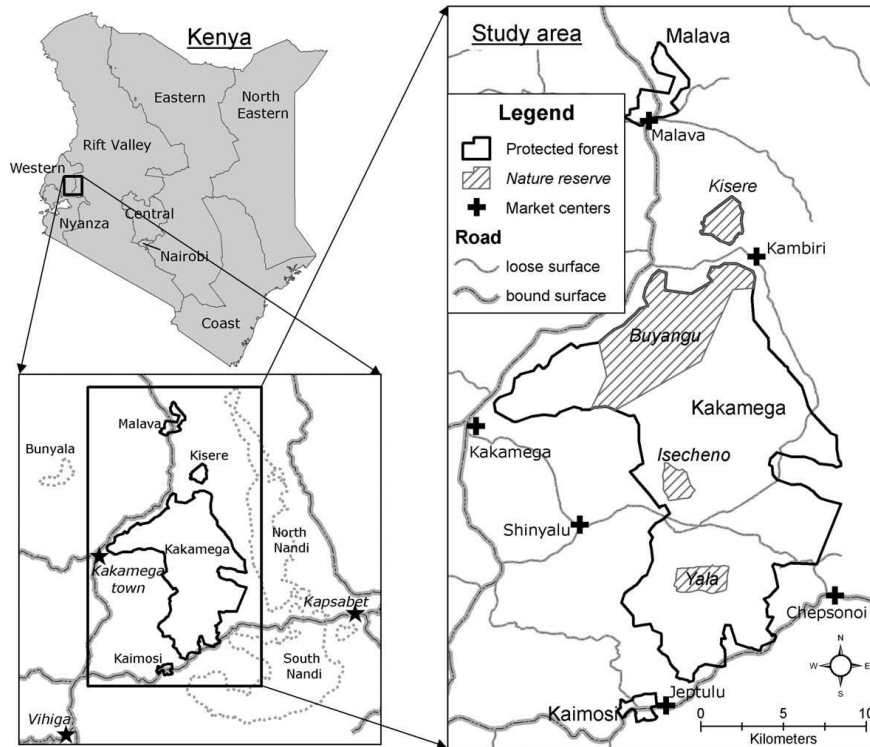 Kenya
Eastern
North
Eastern
Rift Valley
Western
Central
Nyanza
Nairobi
Coast
Malava
Bunyala
Kisere
Kakamega
North
Nandi
Kakamega
town
Kapsabet
Kaimosi
South
Nandi
Vihiga
Study area
Malava
Legend
Protected forest
Nature reserve
Market centers
Road
loose surface
bound surface
Malava
Kisere
Kambiri
Buyangu
Kakamega
Kakamega
Isecheno
Shinyalu
Yala
Chepsonoi
N
W
E
S
Jeptulu
Kaimosi
0 5 10
Kilometers